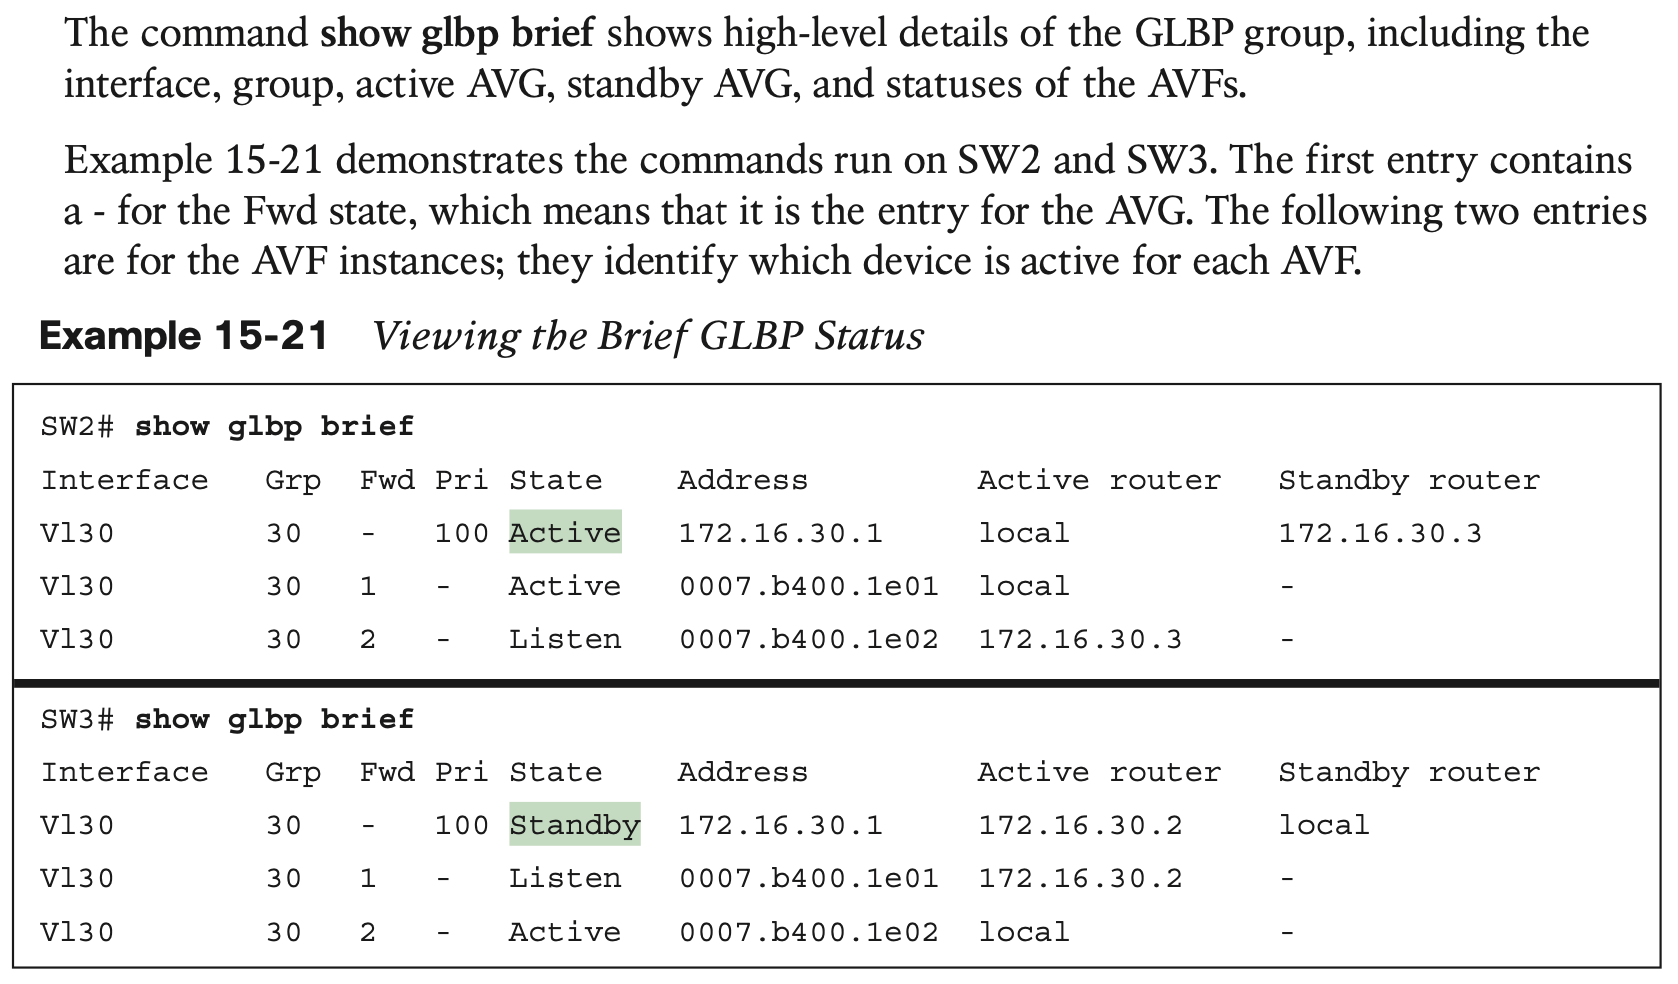 The command show glbp brief shows high-level details of the GLBP group, including the
interface, group, active AVG, standby AVG, and statuses of the AVFs.
Example 15-21 demonstrates the commands run on SW2 and SW3. The first entry contains
a - for the Fwd state, which means that it is the entry for the AVG. The following two entries
are for the AVF instances; they identify which device is active for each AVF.
Example 15-21 Viewing the Brief GLBP Status
SW2# show glbp brief
Interface Grp Fwd Pri State Address Active router Standby router
Vl30 30 - 100 Active 172.16.30.1 local 172.16.30.3
Vl30 30 1 - Active 0007.b400.1e01 local -
Vl30 30 2 - Listen 0007.b400.1e02 172.16.30.3 -
SW3# show glbp brief
Interface Grp Fwd Pri State Address Active router Standby router
Vl30 30 - 100 Standby 172.16.30.1 172.16.30.2 local
Vl30 30 1 - Listen 0007.b400.1e01 172.16.30.2 -
Vl30 30 2 - Active 0007.b400.1e02 local -